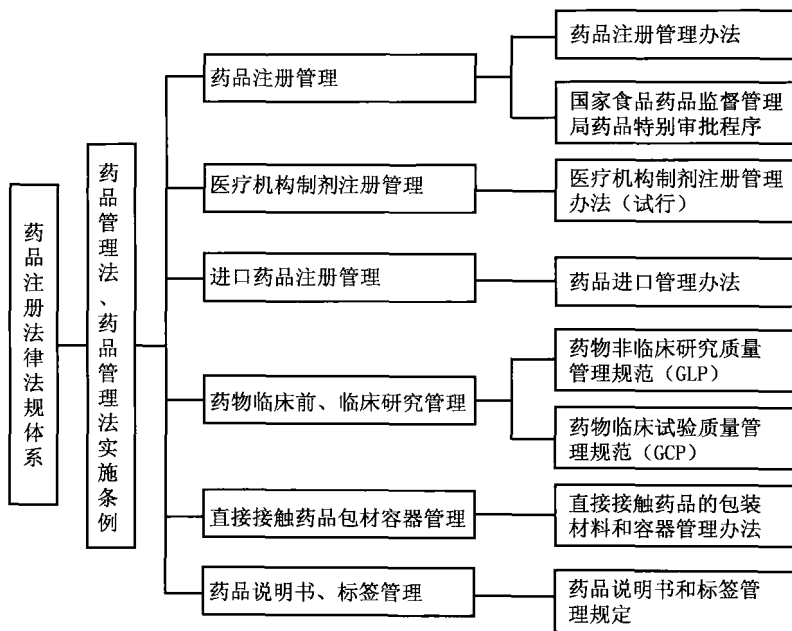 药品注册法律法规体系
药品管理法、药品管理法实施条例
药品注册管理
药品注册管理办法
国家食品药品监督管理
局药品特别审批程序
医疗机构制剂注册管理
医疗机构制剂注册管理
办法（试行）
进口药品注册管理
药品进口管理办法
药物临床前、临床研究管理
药物非临床研究质量
管理规范（GLP）
药物临床试验质量管
理规范（GCP）
直接接触药品包材容器管理
直接接触药品的包装
材料和容器管理办法
药品说明书、标签管理
药品说明书和标签管
理规定